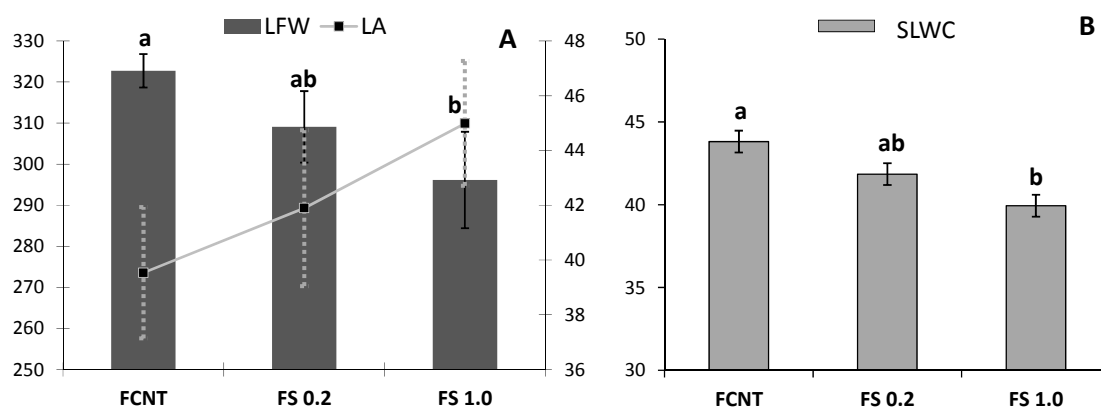 LFW LA A
330 320 310 300 290 280 270 260 250
48 46 44 42 40 38 36
a ab b
FCNT FS 0.2 FS 1.0
SLWC B
50 45 40 35 30
a ab b
FCNT FS 0.2 FS 1.0